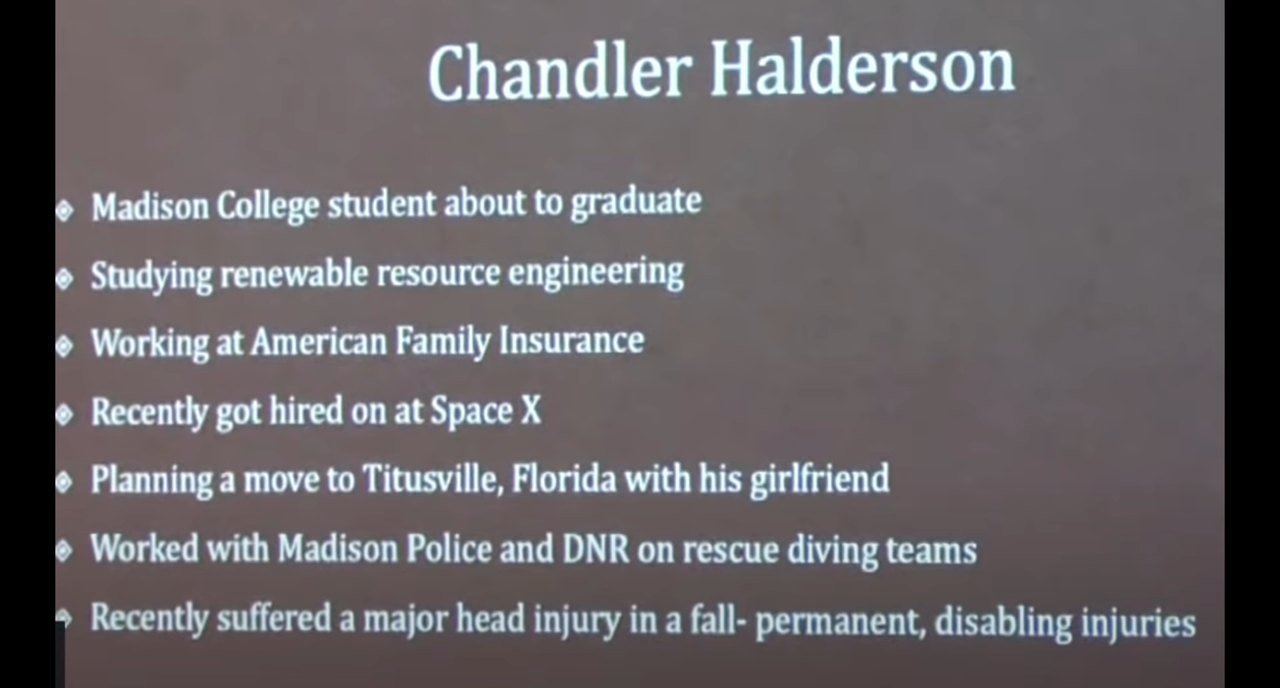 Chandler Halderson
Madison College student about to graduate
Studying renewable resource engineering
Working at American Family Insurance
Recently got hired on at Space X
Planning a move to Titusville, Florida with his girlfriend
Worked with Madison Police and DNR on rescue diving teams
Recently suffered a major head injury in a fall- permanent, disabling injuries